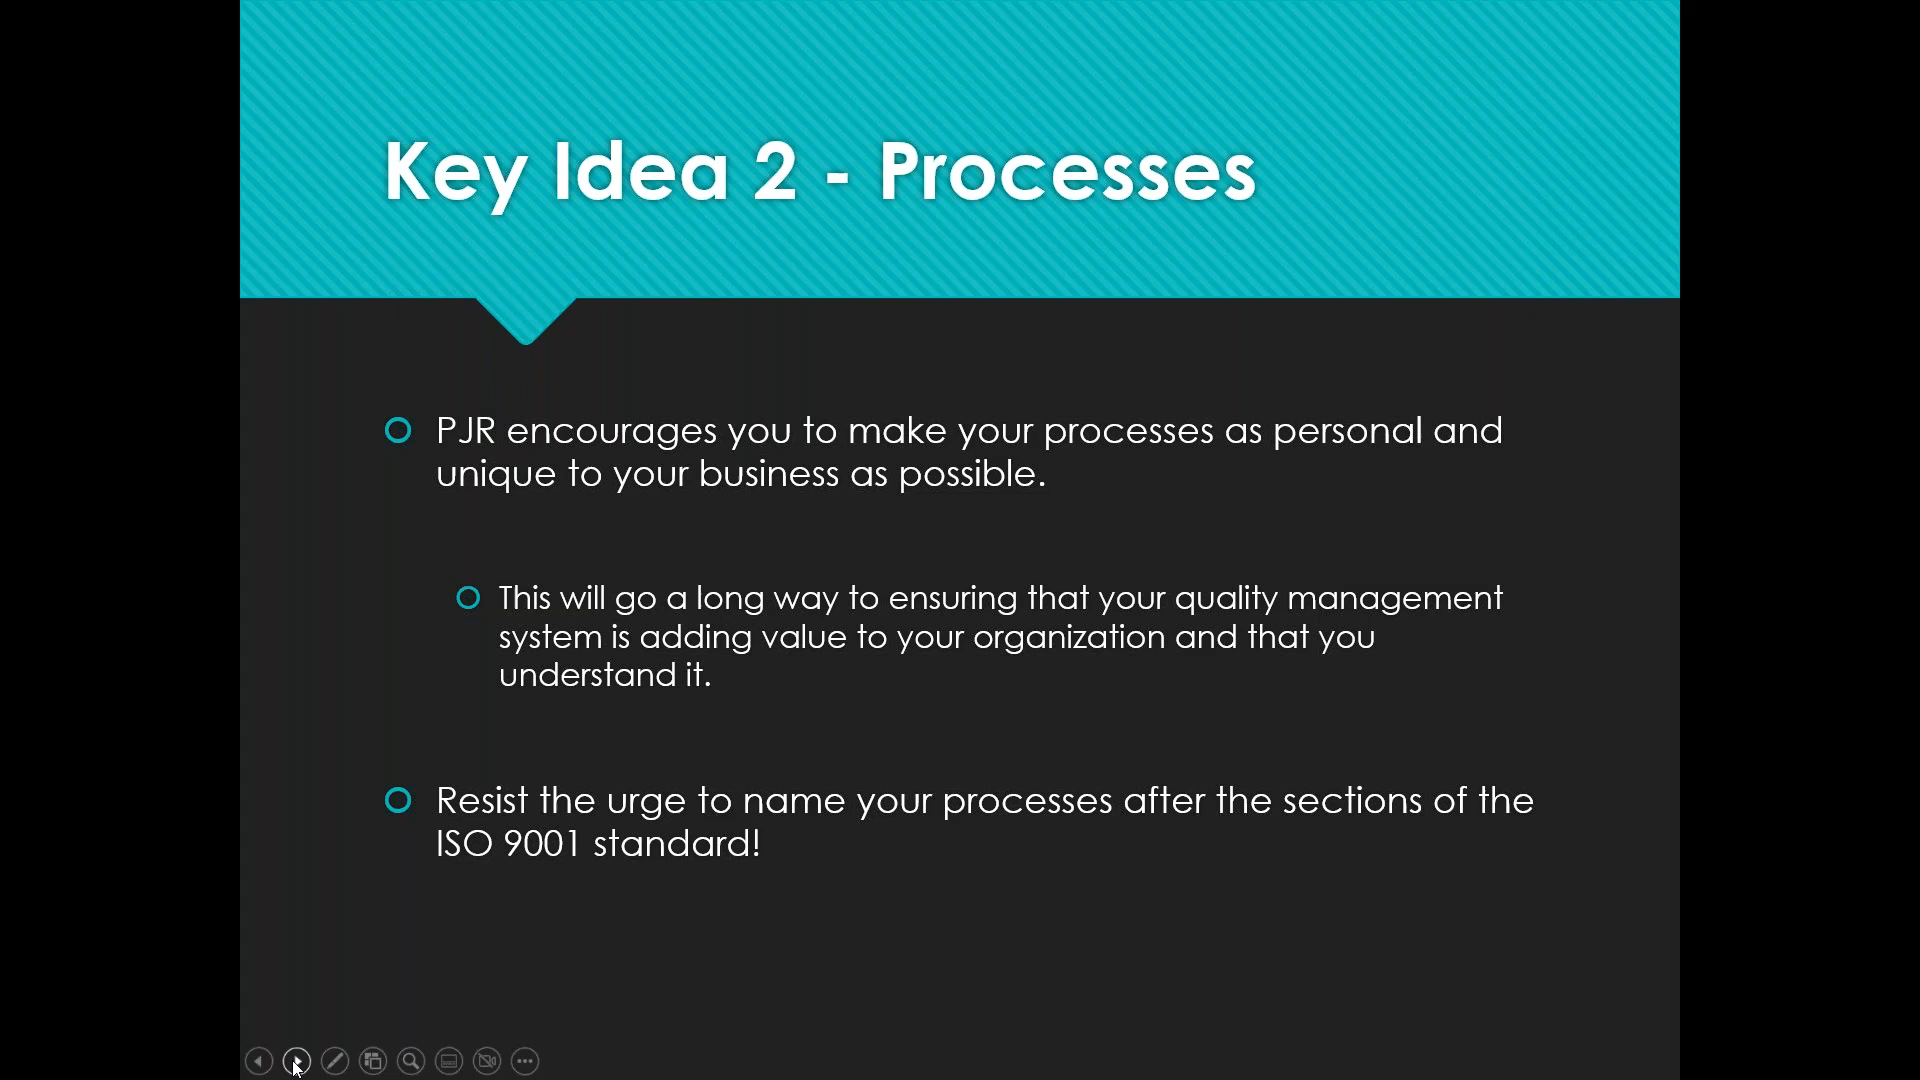 Key Idea 2 - Processes
PJR encourages you to make your processes as personal and
unique to your business as possible.
This will go a long way to ensuring that your quality management
system is adding value to your organization and that you
understand it.
Resist the urge to name your processes after the sections of the
ISO 9001 standard!